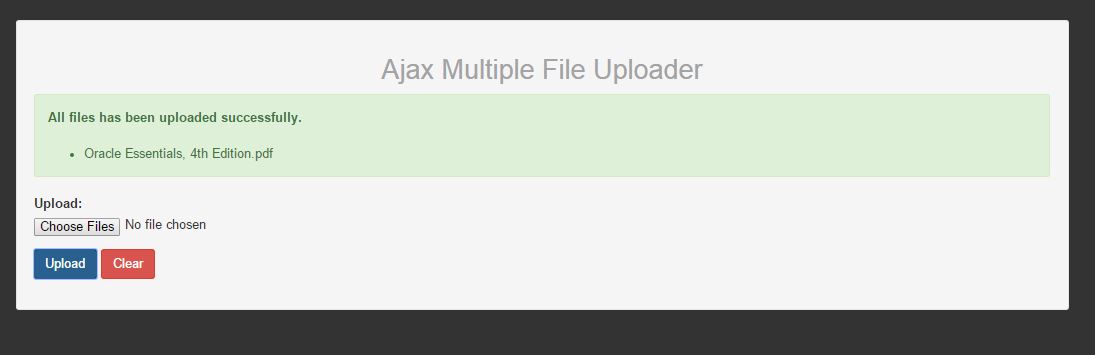 Ajax Multiple File Uploader
All files has been uploaded successfully.
Oracle Essentials, 4th Edition.pdf
Upload:
Choose Files No file chosen
Upload Clear